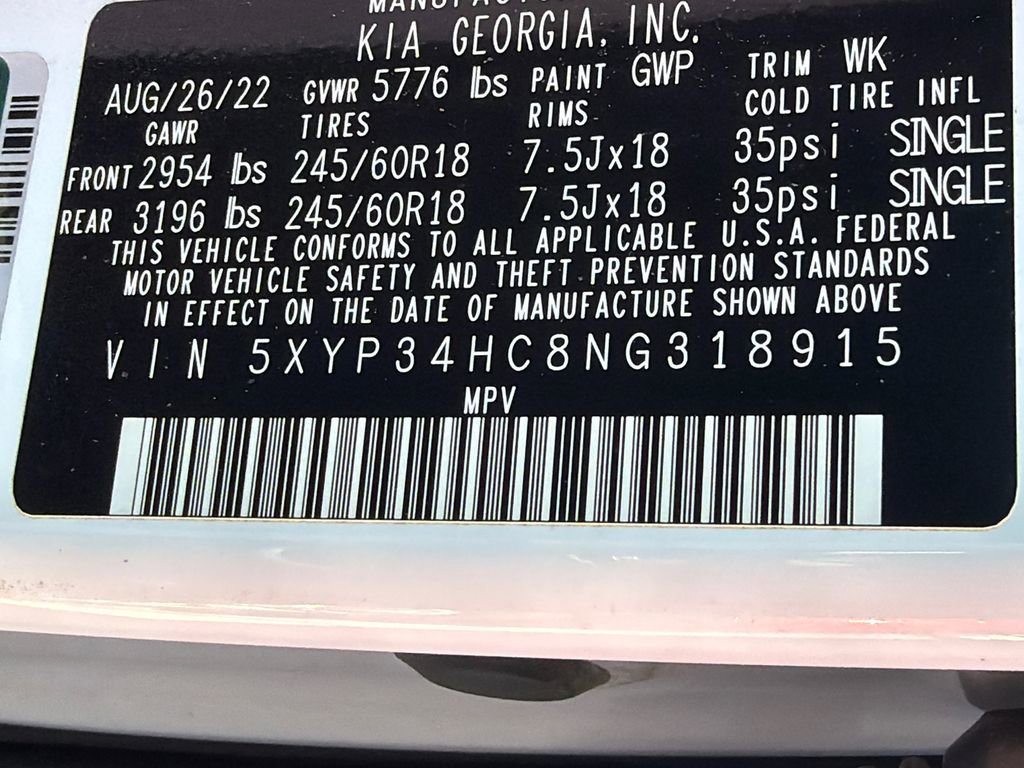 KIA GEORGIA, INC.
AUG/26/22 GVWR 5776 lbs PAINT GWP TRIM WK
GAWR TIRES RIMS COLD TIRE INFL
FRONT 2954 lbs 245/60R18 7.5Jx18 35psi SINGLE
REAR 3196 lbs 245/60R18 7.5Jx18 35psi SINGLE
THIS VEHICLE CONFORMS TO ALL APPLICABLE U.S.A. FEDERAL
MOTOR VEHICLE SAFETY AND THEFT PREVENTION STANDARDS
IN EFFECT ON THE DATE OF MANUFACTURE SHOWN ABOVE
VIN 5XYP34HC8NG318915
MPV